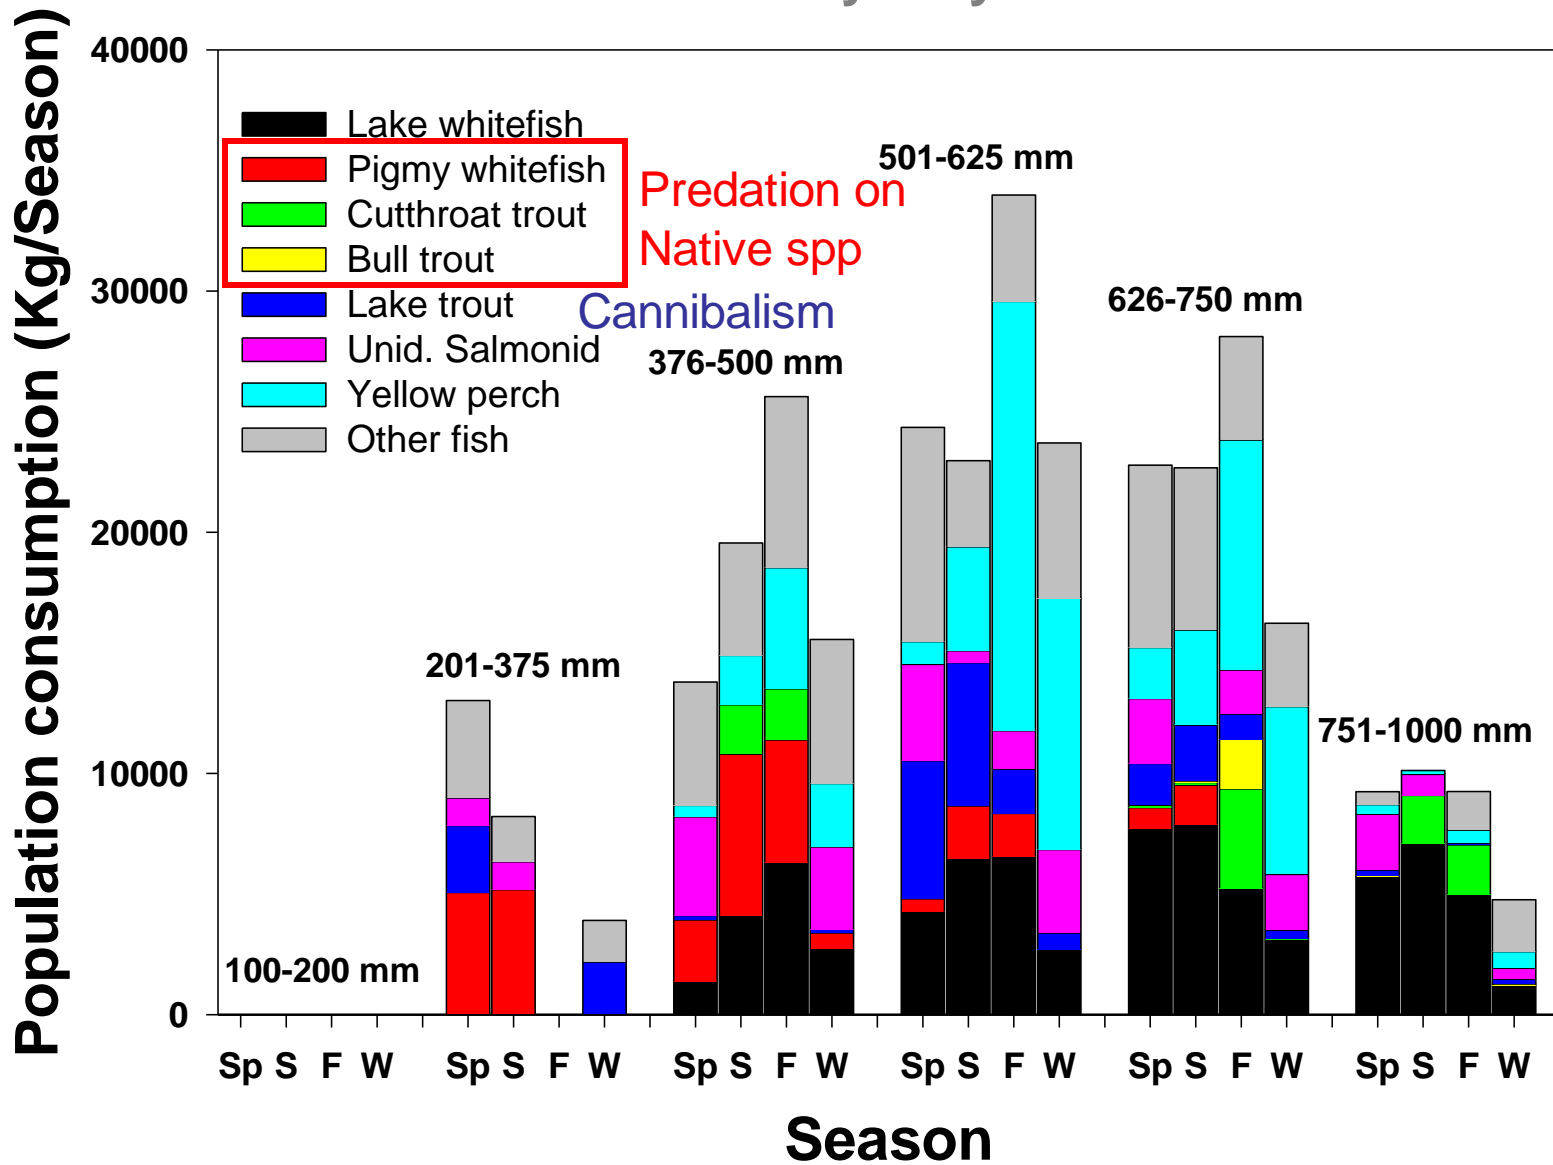 Population consumption (Kg/Season)
40000
30000
20000
10000
0
Lake whitefish
Pigmy whitefish
Cutthroat trout
Bull trout
Lake trout
Unid. Salmonid
Yellow perch
Other fish
Predation on
Native spp
Cannibalism
100-200 mm
201-375 mm
376-500 mm
501-625 mm
626-750 mm
751-1000 mm
Sp S F W Sp S F W Sp S F W Sp S F W Sp S F W Sp S F W
Season